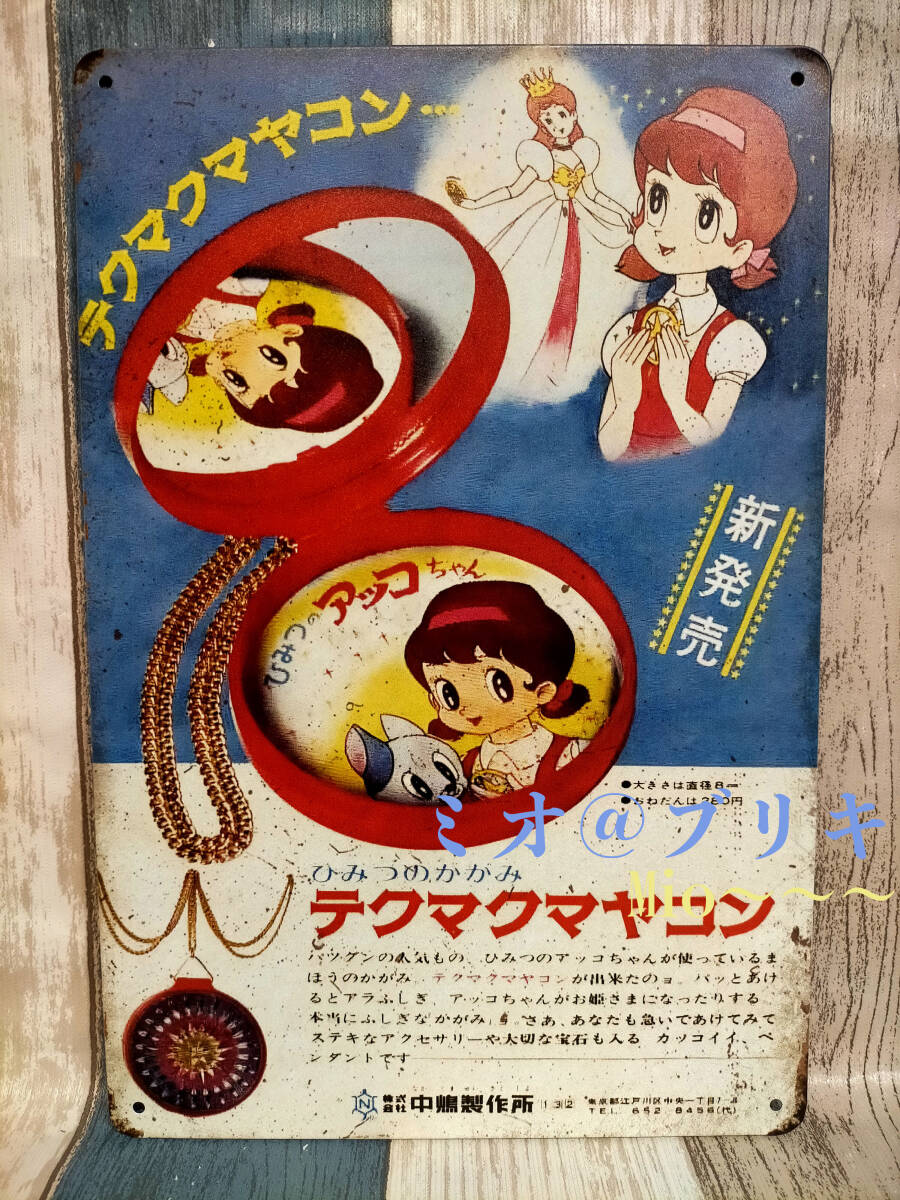 テクマクマヤコン…
新発売
ひみつのアッコちゃん
●大きさは直径8cm
●おねだんは280円
ミオ@ブリキ
Mio~~~
ひみつのかがみ
テクマクマヤコン
バツグンの人気もの、ひみつのアッコちゃんが使っているま
ほうのかがみ、テクマクマヤコンが出来たのョ。パッとあけ
るとアラふしぎ、アッコちゃんがお姫さまになったりする
本当にふしぎなかがみ」。さあ、あなたも急いであけてみて
ステキなアクセサリーや大切な宝石も入る カッコイイ、ペ
ンダントです
株式会社 中嶋製作所 132
東京都江戸川区中央一丁目
TEL 652 8456(代)